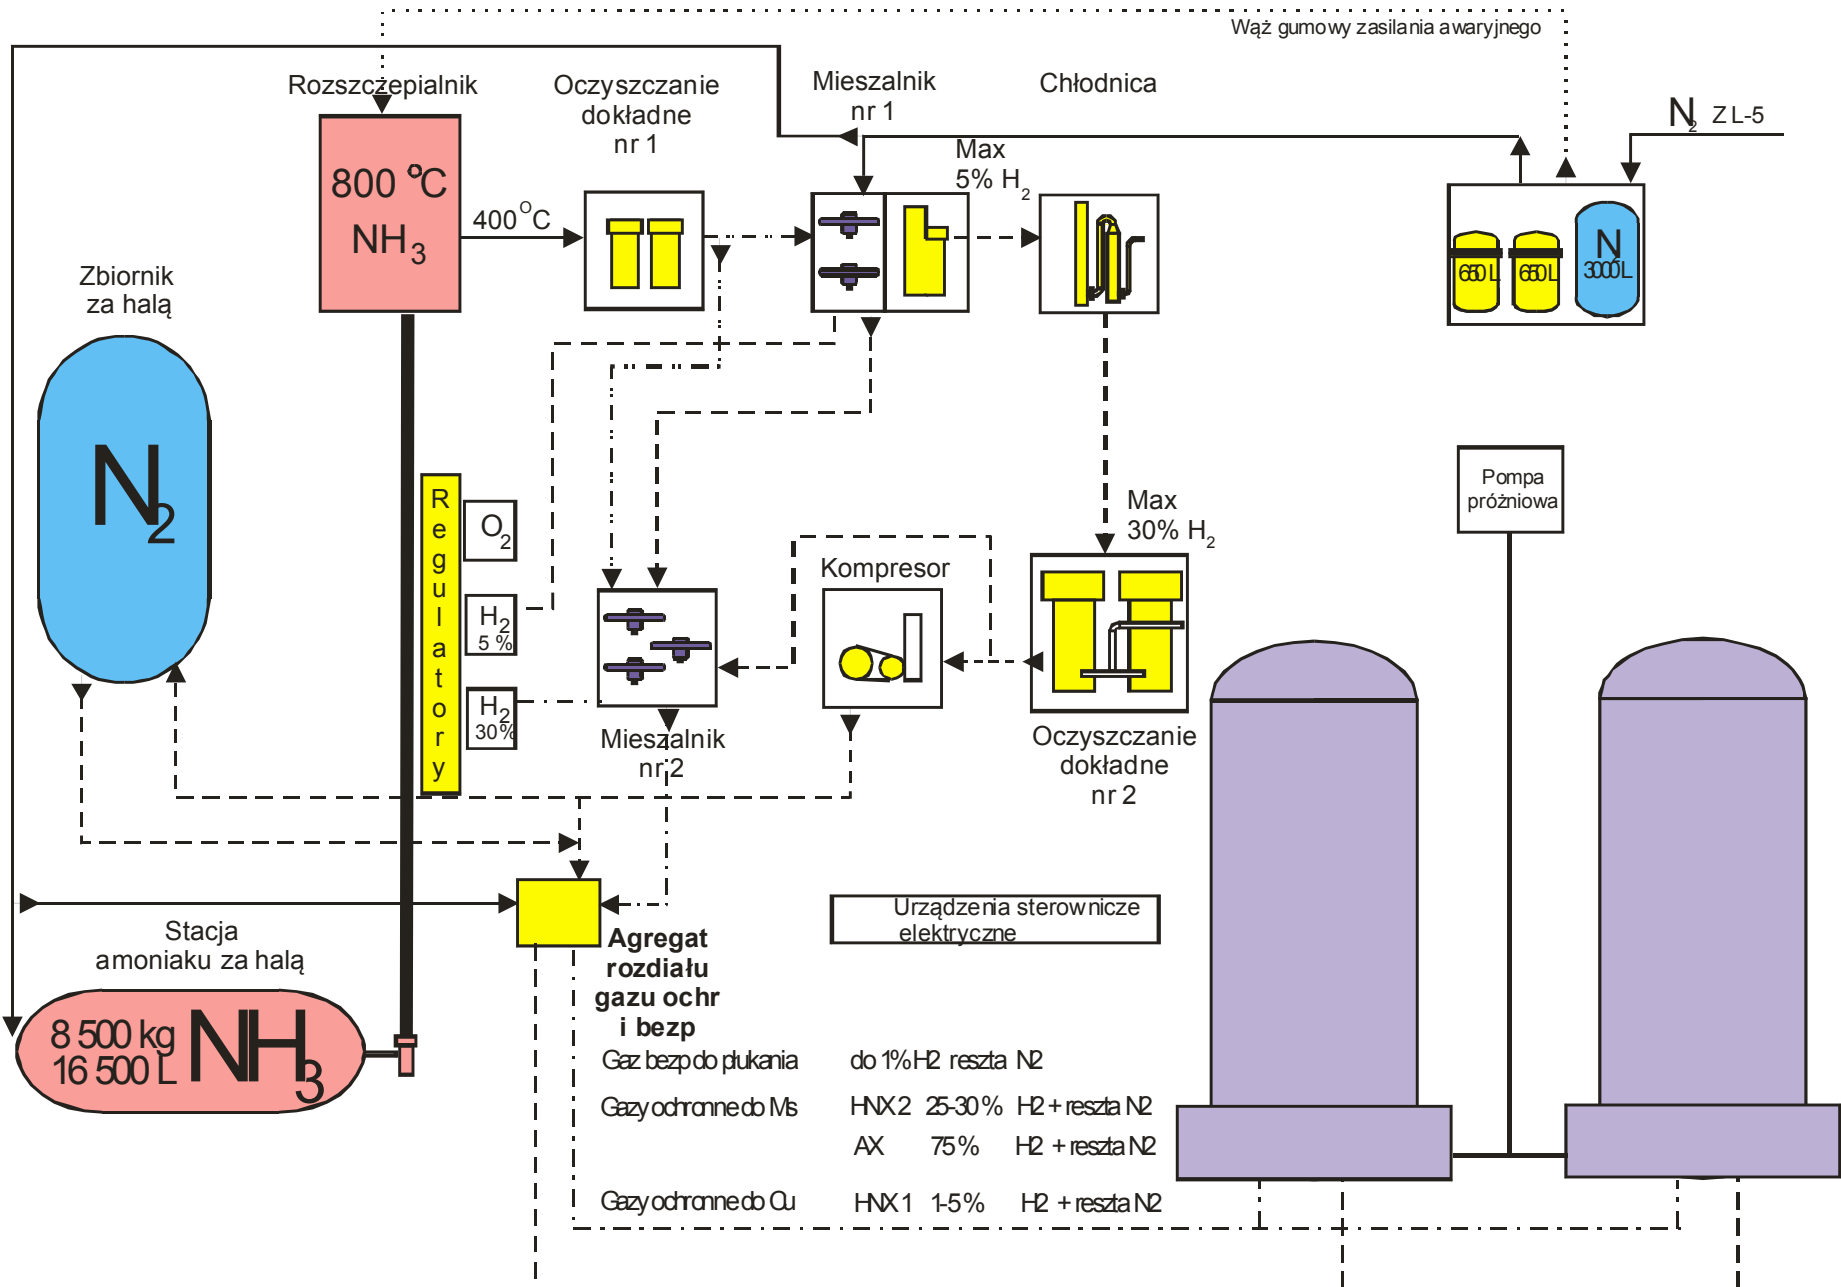 Wąż gumowy zasilania awaryjnego
Rozszczepialnik
Oczyszczanie
dokładne
nr 1
Mieszalnik
nr 1
Chłodnica
N2 Z L-5
Max
5% H2
800 °C
NH3
400°C
650 L
650 L
N
3000 L
Zbiornik
za halą
N2
Regulatory
O2
H2
5 %
H2
30%
Max
30% H2
Pompa
próżniowa
Kompresor
Mieszalnik
nr 2
Oczyszczanie
dokładne
nr 2
Stacja
amoniaku za halą
8 500 kg
16 500 L
NH3
Urządzenia sterownicze
elektryczne
Agregat
rozdiału
gazu ochr
i bezp
Gaz bezp do płukania do 1% H2 reszta N2
Gazy ochronne do Ms HNX 2 25-30 % H2 + reszta N2
AX 75 % H2 + reszta N2
Gazy ochronne do Cu HNX 1 1-5 % H2 + reszta N2